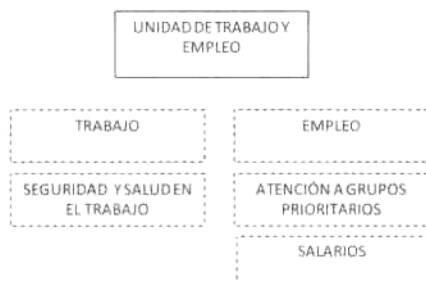 UNIDAD DE TRABAJO Y
EMPLEO
TRABAJO
EMPLEO
SEGURIDAD Y SALUD EN
EL TRABAJO
ATENCIÓN A GRUPOS
PRIORITARIOS
SALARIOS